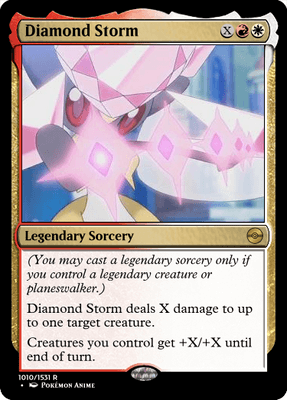 Diamond Storm X
Legendary Sorcery
(You may cast a legendary sorcery only if
you control a legendary creature or
planeswalker.)
Diamond Storm deals X damage to up
to one target creature.
Creatures you control get +X/+X until
end of turn.
1010/1531 R
• Pokémon Anime